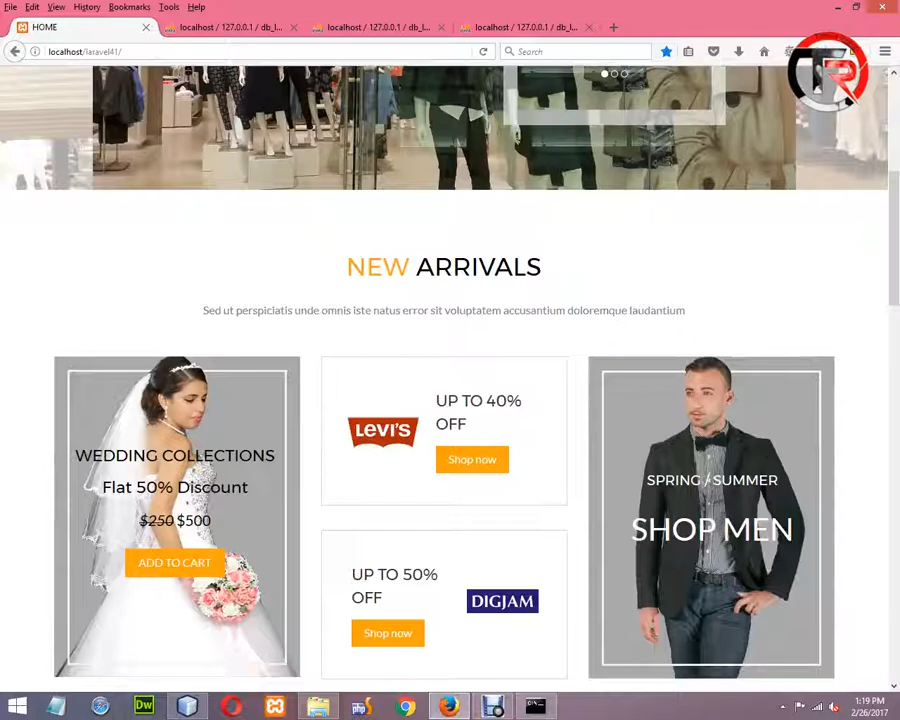 File Edit View History Bookmarks Tools Help
HOME
localhost / 127.0.0.1 / db_l...
localhost / 127.0.0.1 / db_l...
localhost / 127.0.0.1 / db_l...
localhost/laravel41/
Search
TR
NEW ARRIVALS
Sed ut perspiciatis unde omnis iste natus error sit voluptatem accusantium doloremque laudantium
WEDDING COLLECTIONS
Flat 50% Discount
$250 $500
ADD TO CART
LEVI'S
UP TO 40%
OFF
Shop now
UP TO 50%
OFF
Shop now
DIGJAM
SPRING / SUMMER
SHOP MEN
Dw
php
1:19 PM
2/26/2017